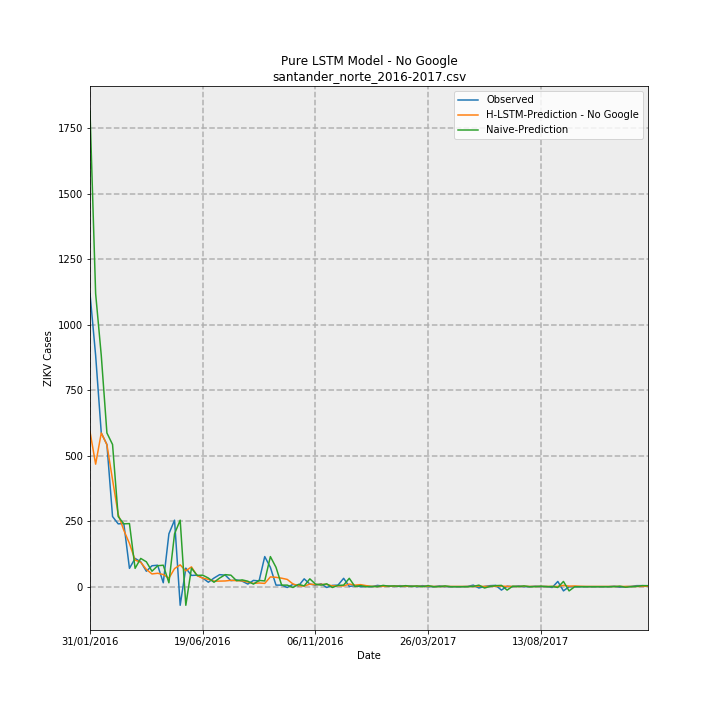 Pure LSTM Model - No Google
santander_norte_2016-2017.csv
Observed
H-LSTM-Prediction - No Google
Naive-Prediction
ZIKV Cases
1750
1500
1250
1000
750
500
250
0
31/01/2016
19/06/2016
06/11/2016
26/03/2017
13/08/2017
Date